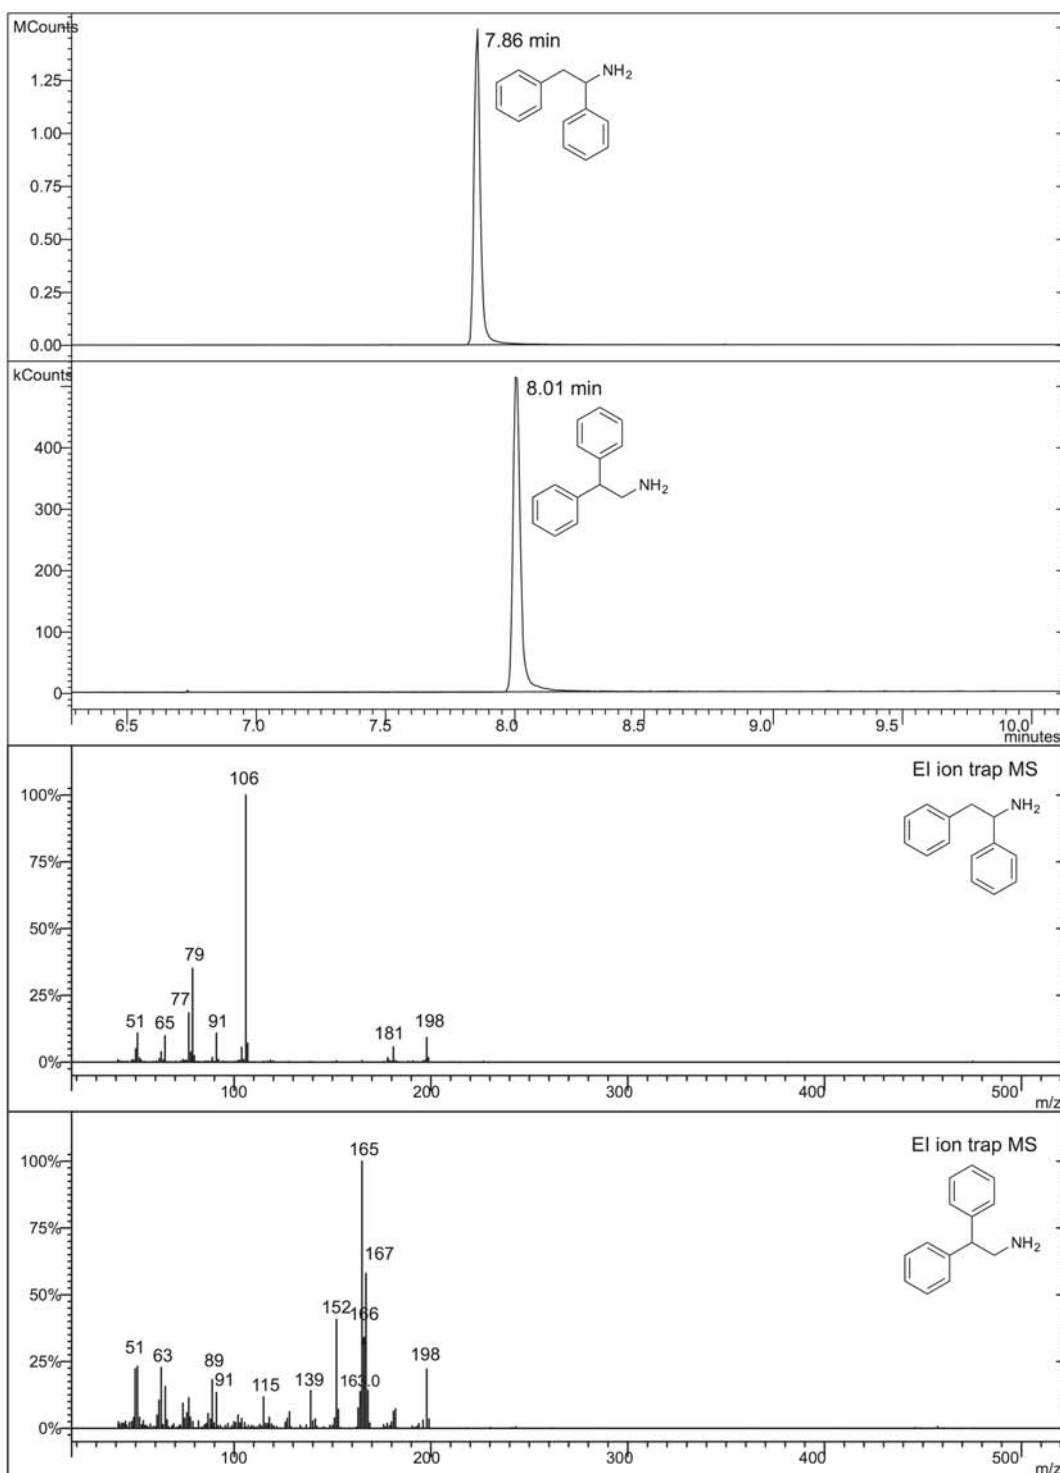 MCounts
7.86 min
NH2
1.25
1.00
0.75
0.50
0.25
0.00
kCounts
8.01 min
NH2
400
300
200
100
0
6.5 7.0 7.5 8.0 8.5 9.0 9.5 10.0
minutes
EI ion trap MS
106
100%
NH2
75%
50%
79
25%
77
51 65 91 181 198
0%
100 200 300 400 500
m/z
EI ion trap MS
165
100%
NH2
75%
167
50%
152 166
51 63 198
25%
89 91 115 139 163.0
0%
100 200 300 400 500
m/z